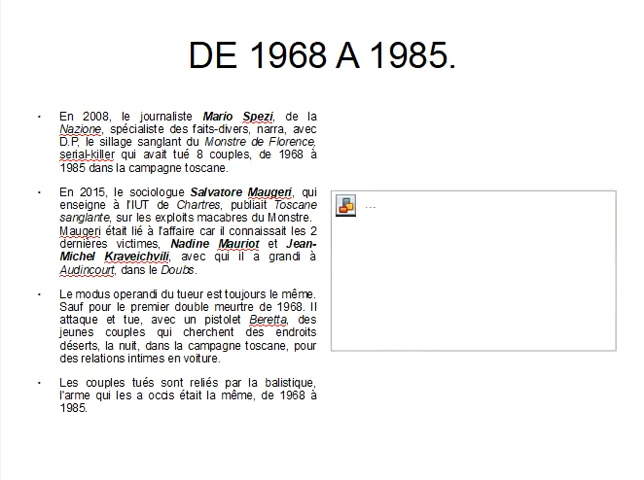 DE 1968 A 1985.
• En 2008, le journaliste Mario Spezi, de la
Nazione, spécialiste des faits-divers, narra, avec
D.P, le sillage sanglant du Monstre de Florence,
serial-killer qui avait tué 8 couples, de 1968 à
1985 dans la campagne toscane.
• En 2015, le sociologue Salvatore Maugeri, qui
enseigne à l'IUT de Chartres, publiait Toscane
sanglante, sur les exploits macabres du Monstre.
Maugeri était lié à l'affaire car il connaissait les 2
dernières victimes, Nadine Mauriot et Jean-
Michel Kraveichvili, avec qui il a grandi à
Audincourt, dans le Doubs.
• Le modus operandi du tueur est toujours le même.
Sauf pour le premier double meurtre de 1968. Il
attaque et tue, avec un pistolet Beretta, des
jeunes couples qui cherchent des endroits
déserts, la nuit, dans la campagne toscane, pour
des relations intimes en voiture.
• Les couples tués sont reliés par la balistique,
l'arme qui les a occis était la même, de 1968 à
1985.
...